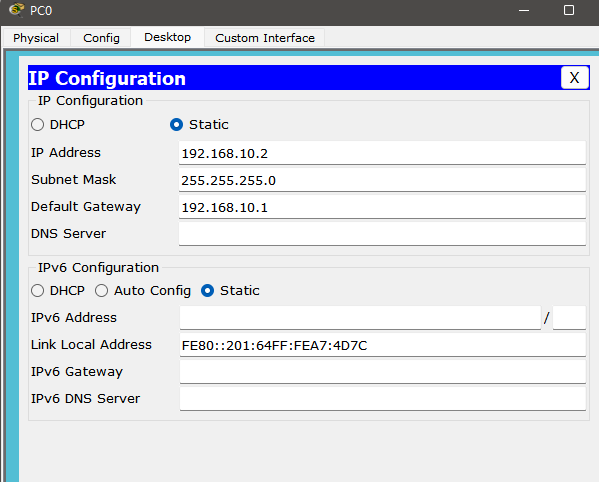 PC0
Physical Config Desktop Custom Interface
IP Configuration X
IP Configuration
DHCP Static
IP Address 192.168.10.2
Subnet Mask 255.255.255.0
Default Gateway 192.168.10.1
DNS Server
IPv6 Configuration
DHCP Auto Config Static
IPv6 Address /
Link Local Address FE80::201:64FF:FEA7:4D7C
IPv6 Gateway
IPv6 DNS Server